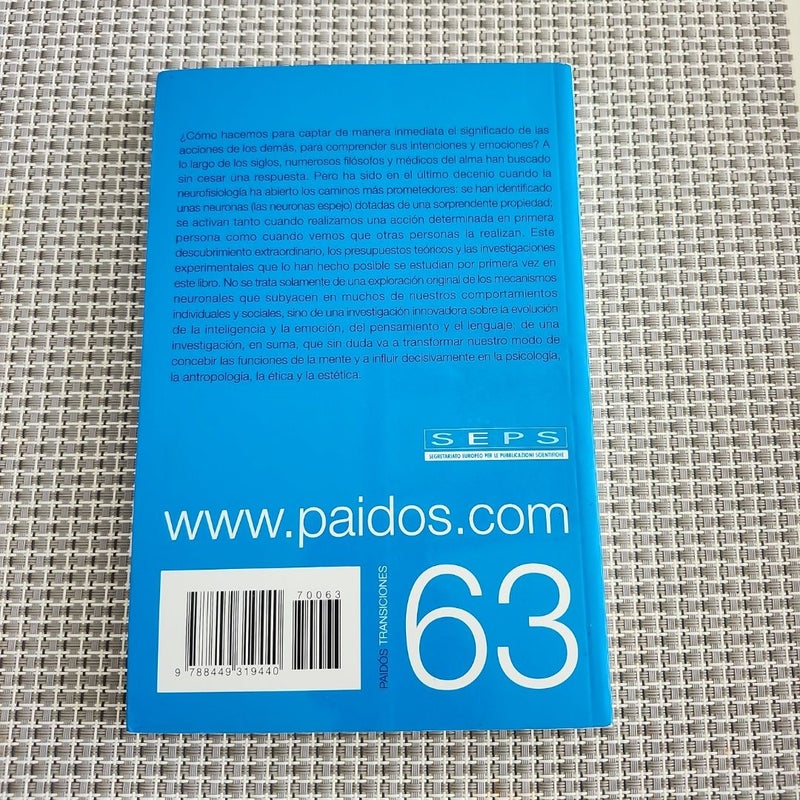 ¿Cómo hacemos para captar de manera inmediata el significado de las
acciones de los demás, para comprender sus intenciones y emociones? A
lo largo de los siglos, numerosos filósofos y médicos del alma han buscado
sin cesar una respuesta. Pero ha sido en el último decenio cuando la
neurofisiología ha abierto los caminos más prometedores: se han identificado
unas neuronas (las neuronas espejo) dotadas de una sorprendente propiedad;
se activan tanto cuando realizamos una acción determinada en primera
persona como cuando vemos que otras personas la realizan. Este
descubrimiento extraordinario, los presupuestos teóricos y las investigaciones
experimentales que lo han hecho posible se estudian por primera vez en
este libro. No se trata solamente de una exploración original de los mecanismos
neuronales que subyacen en muchos de nuestros comportamientos
individuales y sociales, sino de una investigación innovadora sobre la evolución
de la inteligencia y la emoción, del pensamiento y el lenguaje; de una
investigación, en suma, que sin duda va a transformar nuestro modo de
concebir las funciones de la mente y a influir decisivamente en la psicología,
la antropología, la ética y la estética.
SEPS
SEGRETARIATO EUROPEO PER LE PUBBLICAZIONI SCIENTIFICHE
www.paidos.com
70063
9 788449 319440
PAIDÓS TRANSICIONES
63